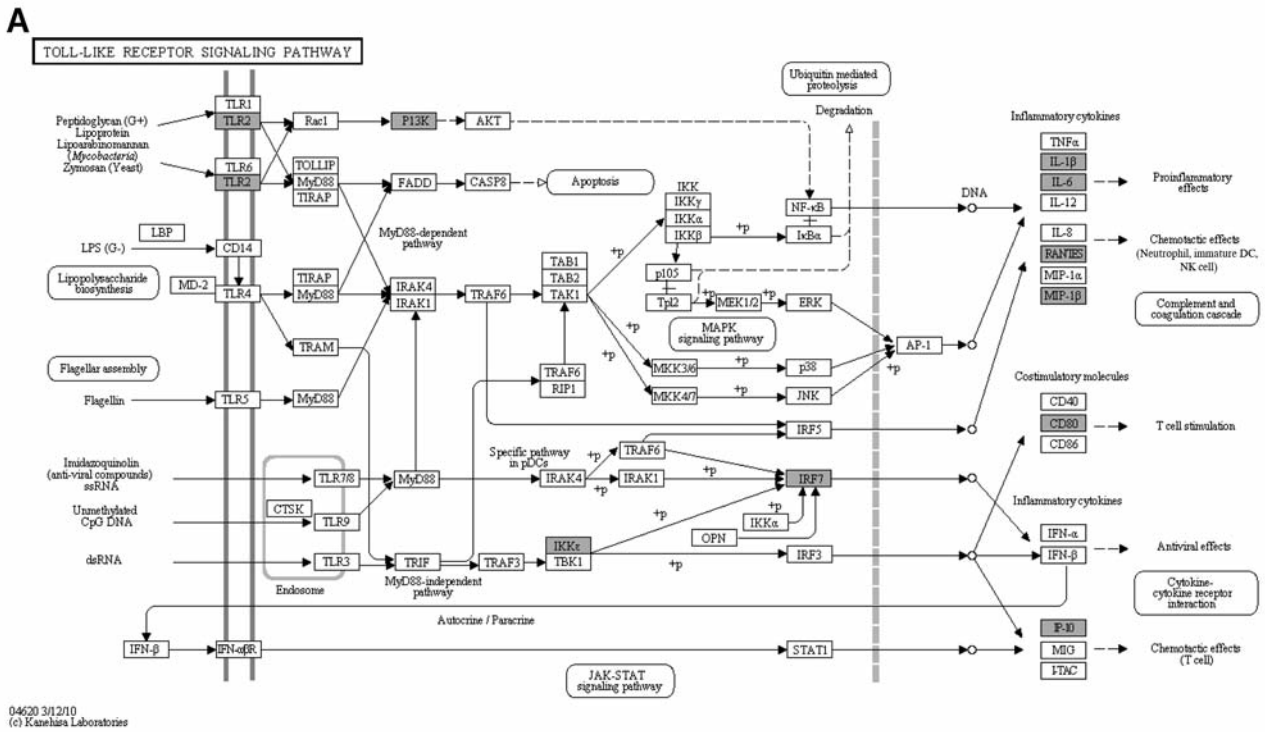 A
TOLL-LIKE RECEPTOR SIGNALING PATHWAY
Ubiquitin mediated
proteolysis
Degradation
Peptidoglycan (G+)
Lipoprotein
Lipoarabinomannan
(Mycobacteria)
Zymosan (Yeast)
TLR1
TLR2
Rac1
P13K
AKT
TLR6
TLR2
TOLLIP
MyD88
TIRAP
FADD
CASP8
Apoptosis
MyD88-dependent
pathway
LBP
LPS (G-)
CD14
Lipopolysaccharide
biosynthesis
MD-2
TLR4
TIRAP
MyD88
IRAK4
IRAK1
TRAF6
TAB1
TAB2
TAK1
IKK
IKKγ
IKKα
IKKβ
+p
+p
NF-κB
IκBα
p105
Tpl2
+p
MEK1/2
+p
ERK
MAPK
signaling pathway
TRAM
+p
+p
MKK3/6
+p
p38
MKK4/7
+p
JNK
AP-1
+p
TRAF6
RIP1
Flagellar assembly
Flagellin
TLR5
MyD88
IRF5
Imidazoquinolin
(anti-viral compounds)
ssRNA
TLR7/8
MyD88
Specific pathway
in pDCs
IRAK4
+p
+p
TRAF6
IRAK1
+p
IRF7
Unmethylated
CpG DNA
CTSK
TLR9
+p
IKKα
+p
OPN
dsRNA
TLR3
TRIF
TRAF3
IKKε
TBK1
+p
IRF3
Endosome
MyD88-independent
pathway
Autocrine / Paracrine
IFN-β
IFN-αβR
STAT1
JAK-STAT
signaling pathway
DNA
Inflammatory cytokines
TNFα
IL-1β
IL-6
IL-12
Proinflammatory
effects
IL-8
RANTES
MIP-1α
MIP-1β
Chemotactic effects
(Neutrophil, immature DC,
NK cell)
Complement and
coagulation cascade
Costimulatory molecules
CD40
CD80
CD86
T cell stimulation
Inflammatory cytokines
IFN-α
IFN-β
Antiviral effects
Cytokine-
cytokine receptor
interaction
IP-10
MIG
I-TAC
Chemotactic effects
(T cell)
04620 3/12/10
(c) Kanehisa Laboratories